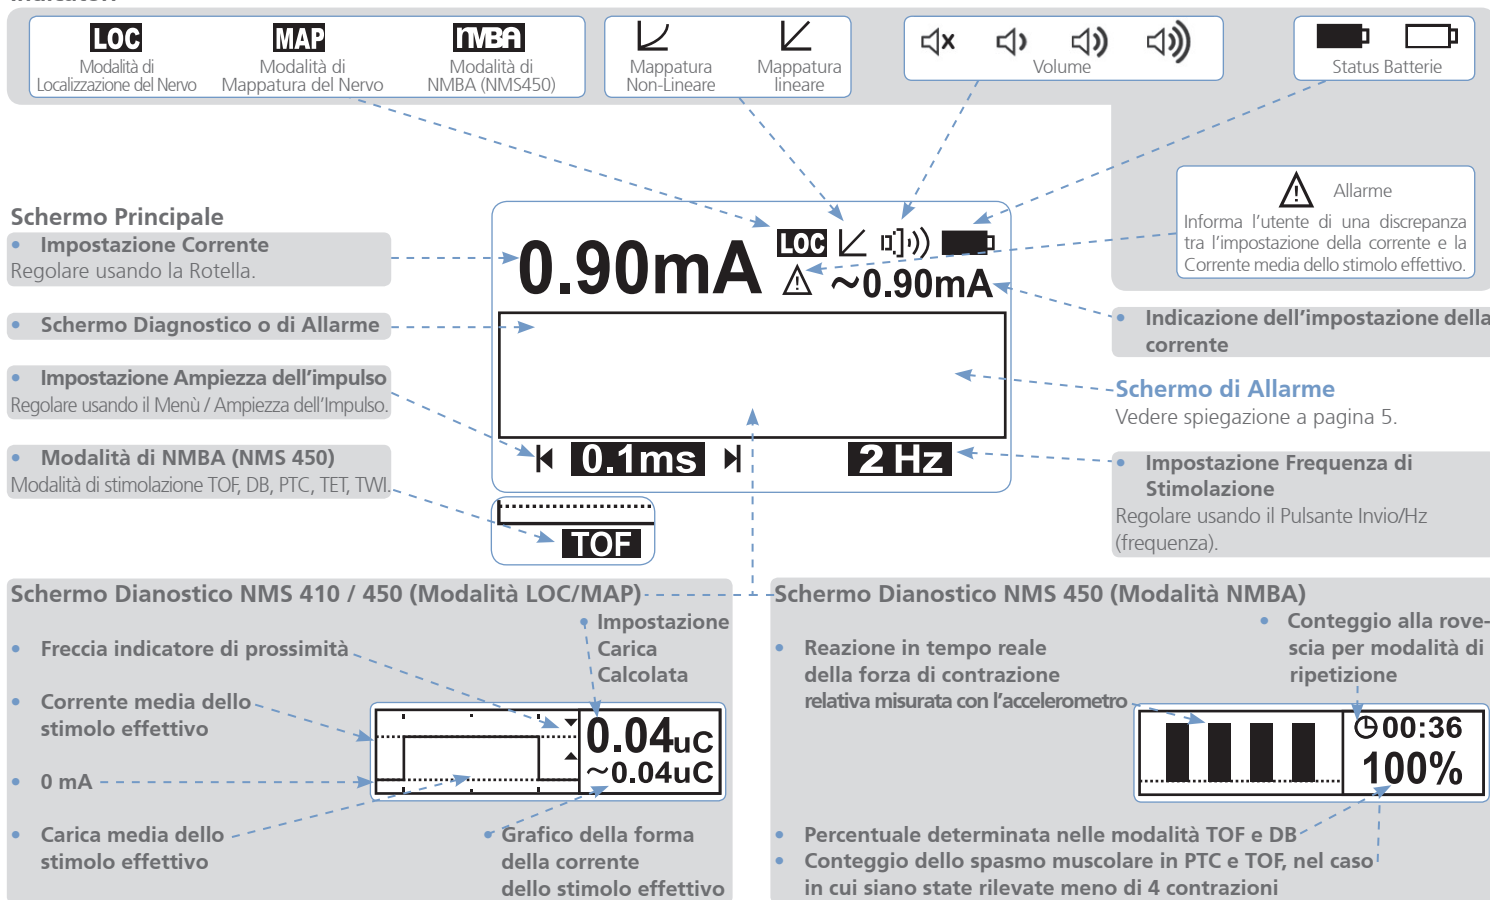 LOC
Modalità di
Localizzazione del Nervo
MAP
Modalità di
Mappatura del Nervo
NMBA
Modalità di
NMBA (NMS450)
Mappatura
Non-Lineare
Mappatura
lineare
Volume
Status Batterie
Allarme
Informa l'utente di una discrepanza
tra l'impostazione della corrente e la
Corrente media dello stimolo effettivo.
Schermo Principale
• Impostazione Corrente
Regolare usando la Rotella.
• Schermo Diagnostico o di Allarme
• Impostazione Ampiezza dell'impulso
Regolare usando il Menù / Ampiezza dell'Impulso.
• Modalità di NMBA (NMS 450)
Modalità di stimolazione TOF, DB, PTC, TET, TWI.
0.90mA
LOC
~0.90mA
0.1ms
2 Hz
TOF
• Indicazione dell'impostazione della
corrente
Schermo di Allarme
Vedere spiegazione a pagina 5.
• Impostazione Frequenza di
Stimolazione
Regolare usando il Pulsante Invio/Hz
(frequenza).
Schermo Dianostico NMS 410 / 450 (Modalità LOC/MAP)
• Impostazione
Carica
Calcolata
• Freccia indicatore di prossimità
• Corrente media dello
stimolo effettivo
• 0 mA
• Carica media dello
stimolo effettivo
0.04uC
~0.04uC
• Grafico della forma
della corrente
dello stimolo effettivo
Schermo Dianostico NMS 450 (Modalità NMBA)
• Reazione in tempo reale
della forza di contrazione
relativa misurata con l'accelerometro
• Conteggio alla rove-
scia per modalità di
ripetizione
00:36
100%
• Percentuale determinata nelle modalità TOF e DB
• Conteggio dello spasmo muscolare in PTC e TOF, nel caso
in cui siano state rilevate meno di 4 contrazioni